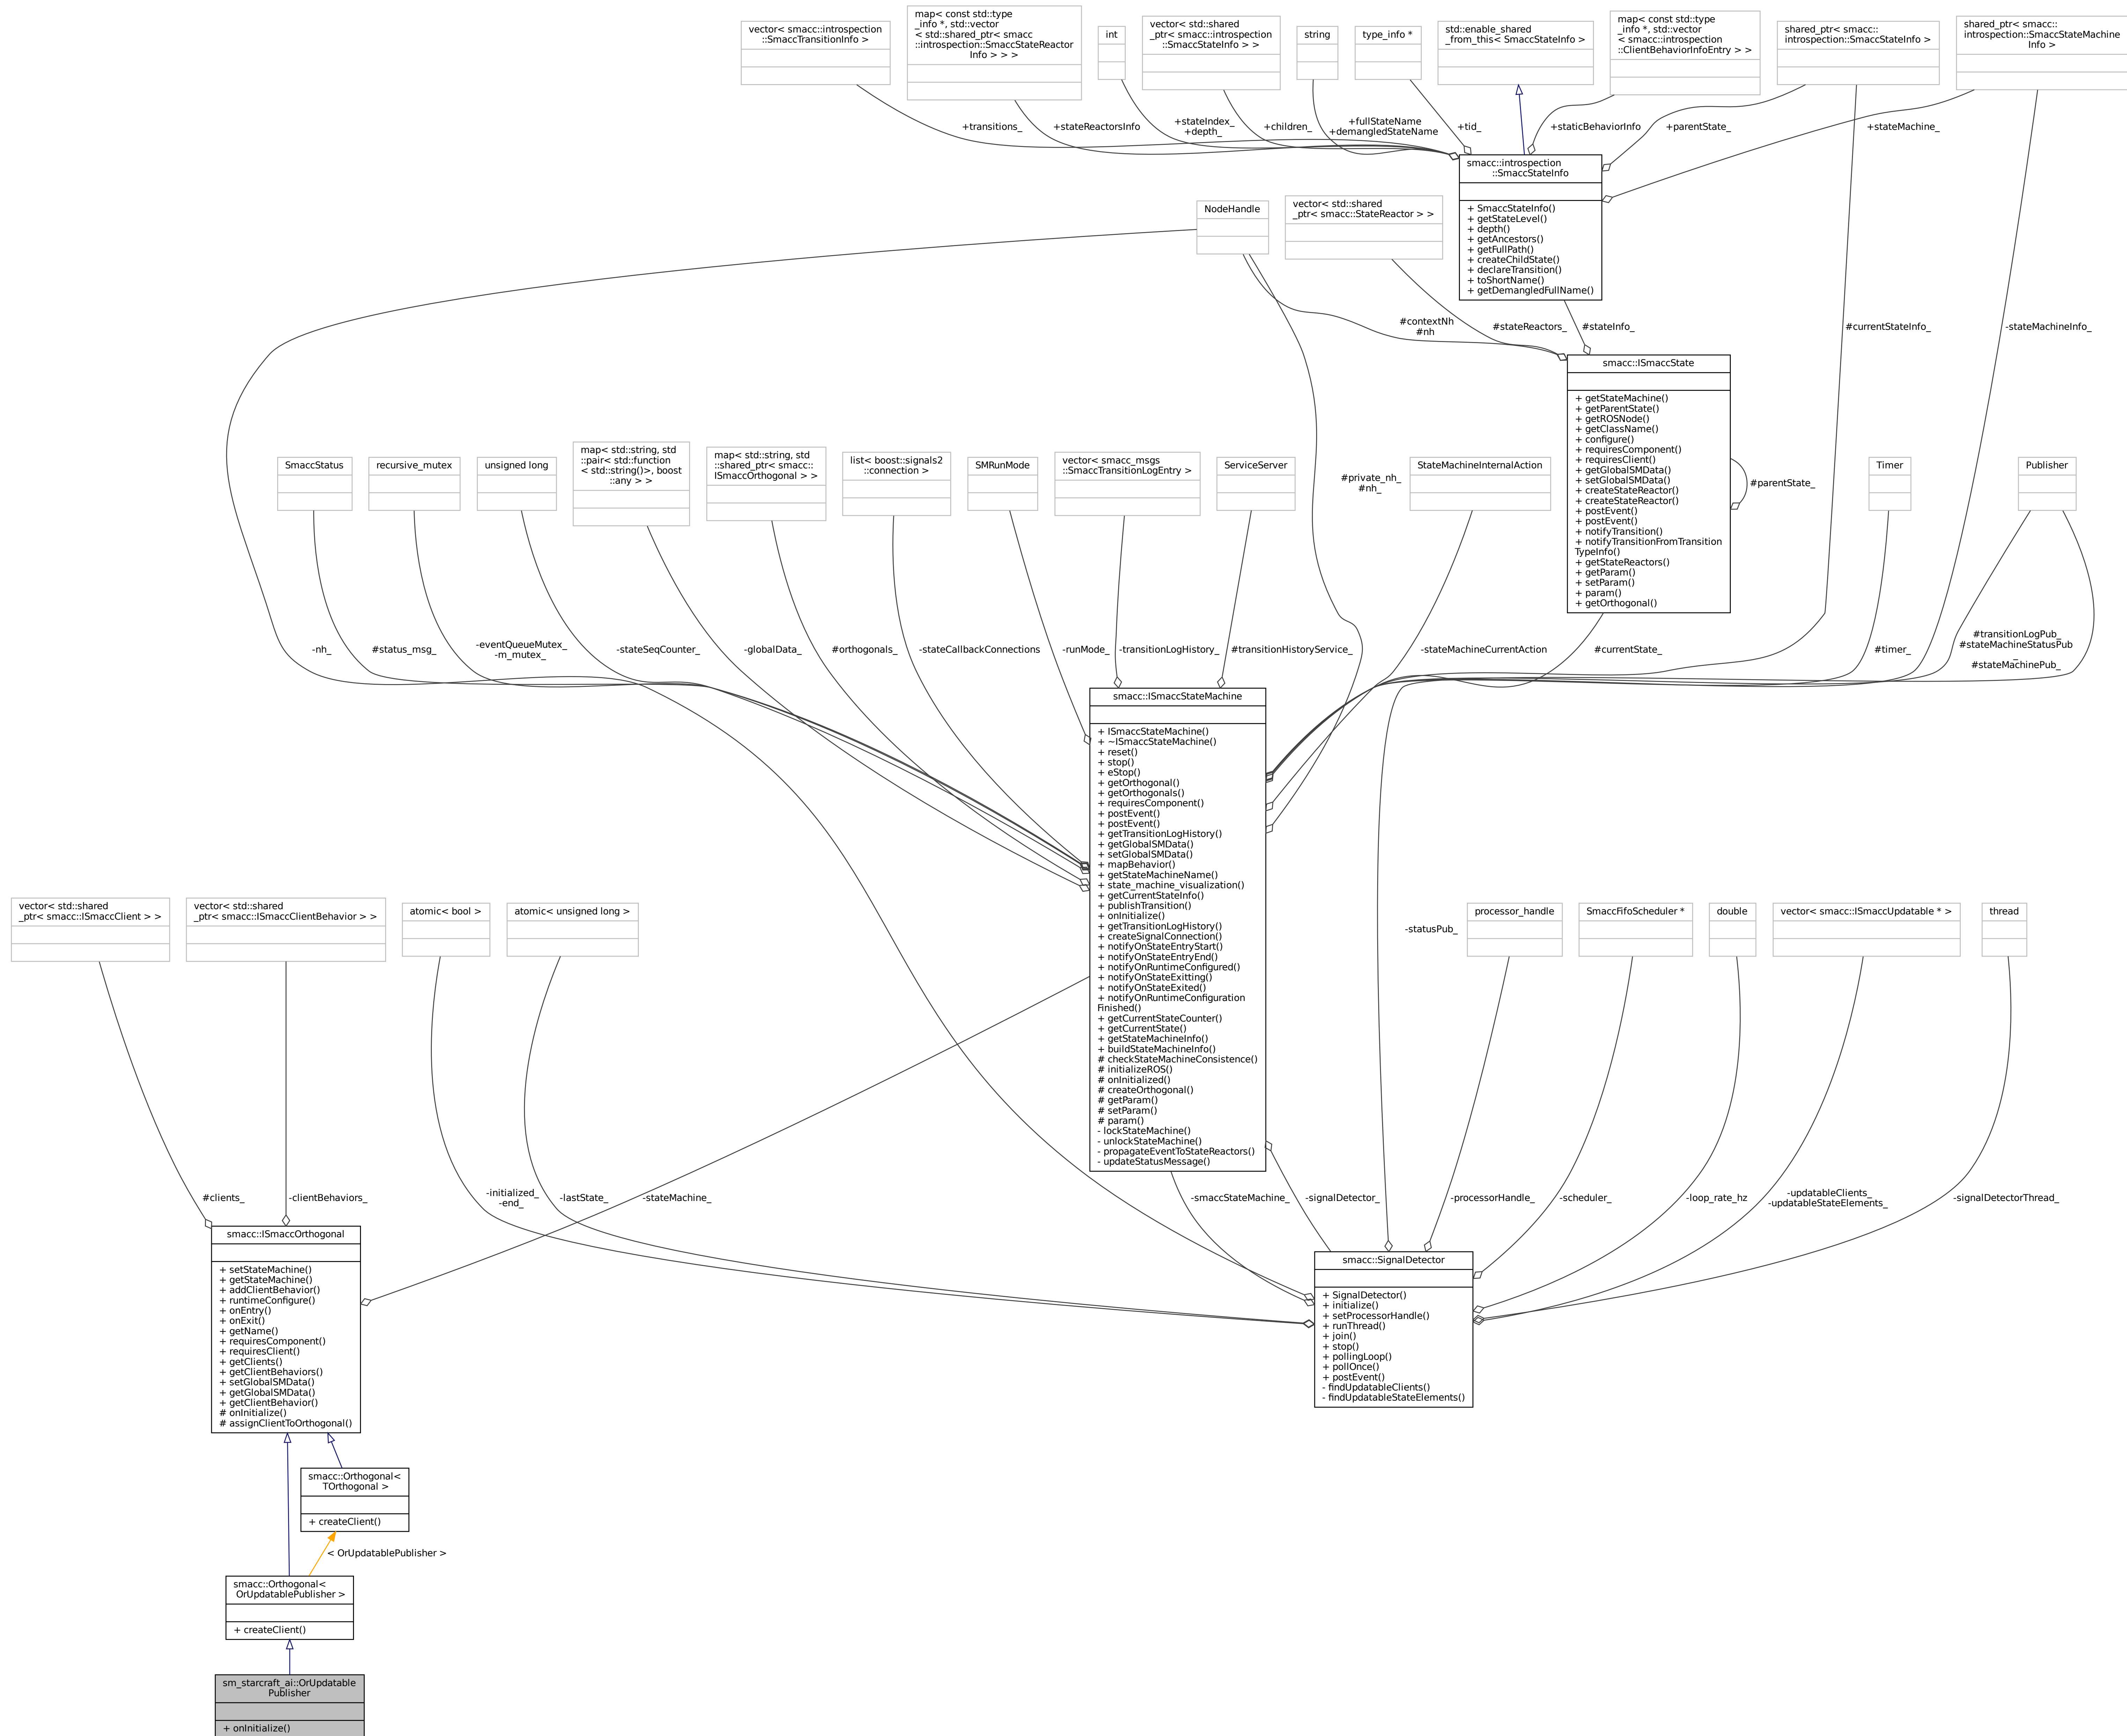 vector< smacc::introspection
::SmaccTransitionInfo >
map< const std::type
_info *, std::vector
< std::shared_ptr< smacc
::introspection::SmaccStateReactor
Info > > >
int
vector< std::shared
_ptr< smacc::introspection
::SmaccStateInfo > >
string
type_info *
std::enable_shared
_from_this< SmaccStateInfo >
map< const std::type
_info *, std::vector
< smacc::introspection
::ClientBehaviorInfoEntry > >
shared_ptr< smacc::
introspection::SmaccStateInfo >
shared_ptr< smacc::
introspection::SmaccStateMachine
Info >
+transitions_
+stateReactorsInfo
+stateIndex_
+depth_
+children_
+fullStateName
+demangledStateName
+tid_
+staticBehaviorInfo
+parentState_
+stateMachine_
smacc::introspection
::SmaccStateInfo
+ SmaccStateInfo()
+ getStateLevel()
+ depth()
+ getAncestors()
+ getFullPath()
+ createChildState()
+ declareTransition()
+ toShortName()
+ getDemangledFullName()
NodeHandle
vector< std::shared
_ptr< smacc::StateReactor > >
#contextNh
#nh
#stateReactors_
#stateInfo_
#currentStateInfo_
-stateMachineInfo_
smacc::ISmaccState
+ getStateMachine()
+ getParentState()
+ getROSNode()
+ getClassName()
+ configure()
+ requiresComponent()
+ requiresClient()
+ getGlobalSMData()
+ setGlobalSMData()
+ createStateReactor()
+ createStateReactor()
+ postEvent()
+ postEvent()
+ notifyTransition()
+ notifyTransitionFromTransition
TypeInfo()
+ getStateReactors()
+ getParam()
+ setParam()
+ param()
+ getOrthogonal()
#parentState_
SmaccStatus
recursive_mutex
unsigned long
map< std::string, std
::pair< std::function
< std::string()>, boost
::any > >
map< std::string, std
::shared_ptr< smacc::
ISmaccOrthogonal > >
list< boost::signals2
::connection >
SMRunMode
vector< smacc_msgs
::SmaccTransitionLogEntry >
ServiceServer
#private_nh_
#nh_
StateMachineInternalAction
Timer
Publisher
-nh_
#status_msg_
-eventQueueMutex_
-m_mutex_
-stateSeqCounter_
-globalData_
#orthogonals_
-stateCallbackConnections
-runMode_
-transitionLogHistory_
#transitionHistoryService_
-stateMachineCurrentAction
#currentState_
#timer_
#transitionLogPub_
#stateMachineStatusPub
_
#stateMachinePub_
smacc::ISmaccStateMachine
+ ISmaccStateMachine()
+ ~ISmaccStateMachine()
+ reset()
+ stop()
+ eStop()
+ getOrthogonal()
+ getOrthogonals()
+ requiresComponent()
+ postEvent()
+ postEvent()
+ getTransitionLogHistory()
+ getGlobalSMData()
+ setGlobalSMData()
+ mapBehavior()
+ getStateMachineName()
+ state_machine_visualization()
+ getCurrentStateInfo()
+ publishTransition()
+ onInitialize()
+ getTransitionLogHistory()
+ createSignalConnection()
+ notifyOnStateEntryStart()
+ notifyOnStateEntryEnd()
+ notifyOnRuntimeConfigured()
+ notifyOnStateExitting()
+ notifyOnStateExited()
+ notifyOnRuntimeConfiguration
Finished()
+ getCurrentStateCounter()
+ getCurrentState()
+ getStateMachineInfo()
+ buildStateMachineInfo()
# checkStateMachineConsistence()
# initializeROS()
# onInitialized()
# createOrthogonal()
# getParam()
# setParam()
# param()
- lockStateMachine()
- unlockStateMachine()
- propagateEventToStateReactors()
- updateStatusMessage()
vector< std::shared
_ptr< smacc::ISmaccClient > >
vector< std::shared
_ptr< smacc::ISmaccClientBehavior > >
atomic< bool >
atomic< unsigned long >
-statusPub_
processor_handle
SmaccFifoScheduler *
double
vector< smacc::ISmaccUpdatable * >
thread
#clients_
-clientBehaviors_
-initialized_
-end_
-lastState_
-stateMachine_
-smaccStateMachine_
-signalDetector_
-processorHandle_
-scheduler_
-loop_rate_hz
-updatableClients_
-updatableStateElements_
-signalDetectorThread_
smacc::ISmaccOrthogonal
+ setStateMachine()
+ getStateMachine()
+ addClientBehavior()
+ runtimeConfigure()
+ onEntry()
+ onExit()
+ getName()
+ requiresComponent()
+ requiresClient()
+ getClients()
+ getClientBehaviors()
+ setGlobalSMData()
+ getGlobalSMData()
+ getClientBehavior()
# onInitialize()
# assignClientToOrthogonal()
smacc::SignalDetector
+ SignalDetector()
+ initialize()
+ setProcessorHandle()
+ runThread()
+ join()
+ stop()
+ pollingLoop()
+ pollOnce()
+ postEvent()
- findUpdatableClients()
- findUpdatableStateElements()
smacc::Orthogonal<
TOrthogonal >
+ createClient()
< OrUpdatablePublisher >
smacc::Orthogonal<
OrUpdatablePublisher >
+ createClient()
sm_starcraft_ai::OrUpdatable
Publisher
+ onInitialize()